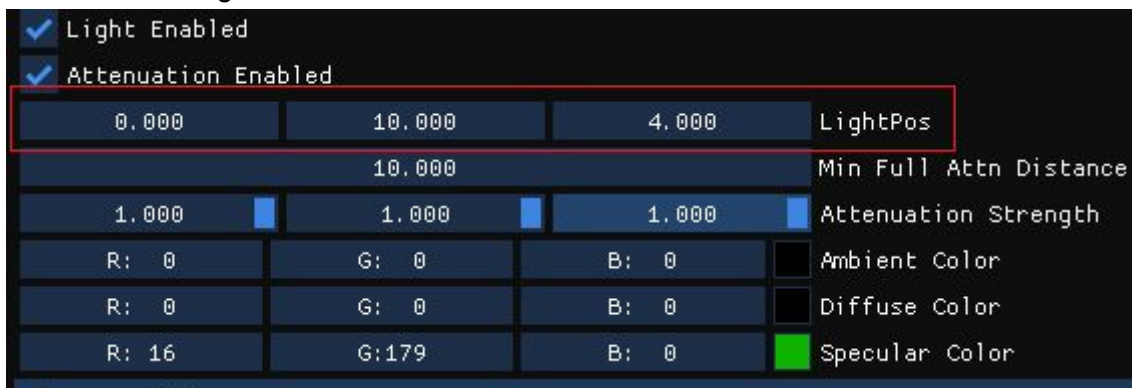 Light Enabled
Attenuation Enabled
0.000 10.000 4.000 LightPos
10.000 Min Full Attn Distance
1.000 1.000 1.000 Attenuation Strength
R: 0 G: 0 B: 0 Ambient Color
R: 0 G: 0 B: 0 Diffuse Color
R: 16 G:179 B: 0 Specular Color